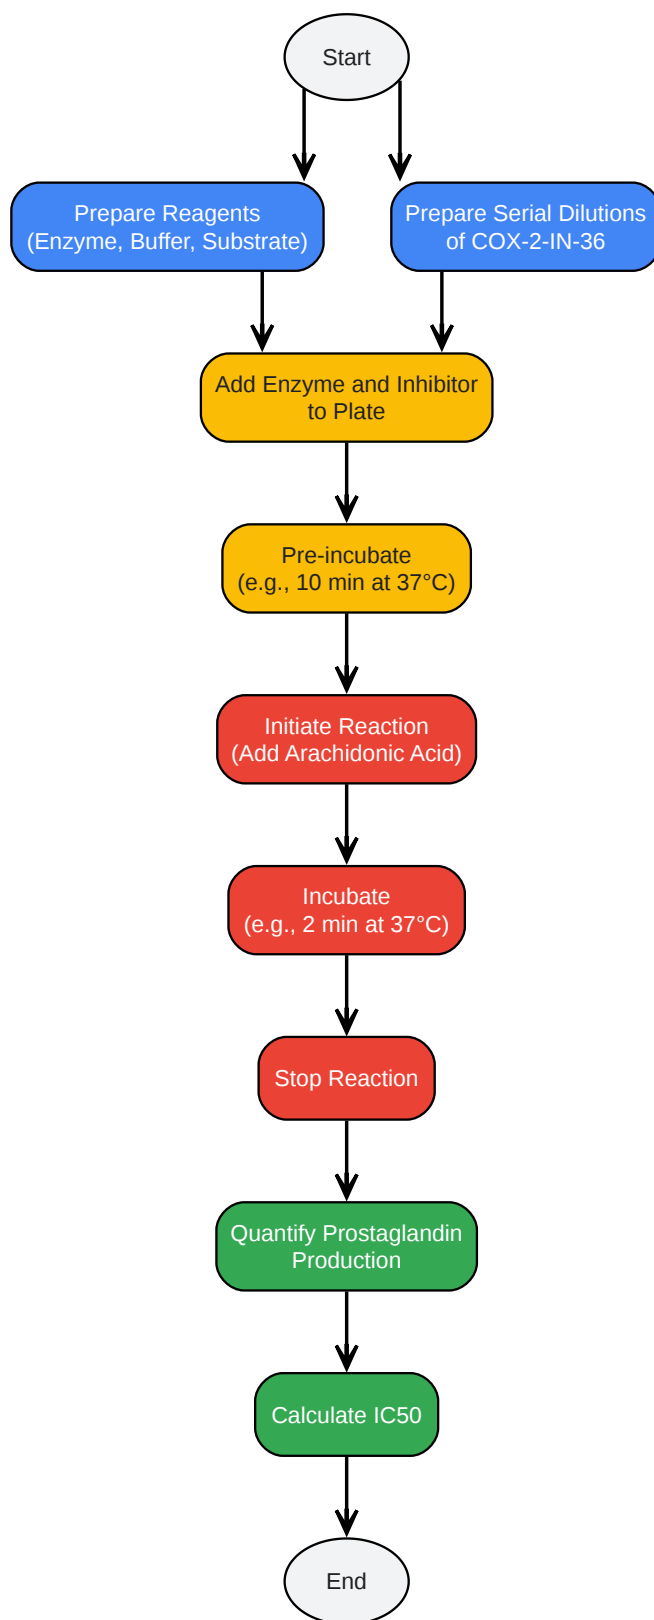 Start
Prepare Reagents
(Enzyme, Buffer, Substrate)
Prepare Serial Dilutions
of COX-2-IN-36
Add Enzyme and Inhibitor
to Plate
Pre-incubate
(e.g., 10 min at 37°C)
Initiate Reaction
(Add Arachidonic Acid)
Incubate
(e.g., 2 min at 37°C)
Stop Reaction
Quantify Prostaglandin
Production
Calculate IC50
End